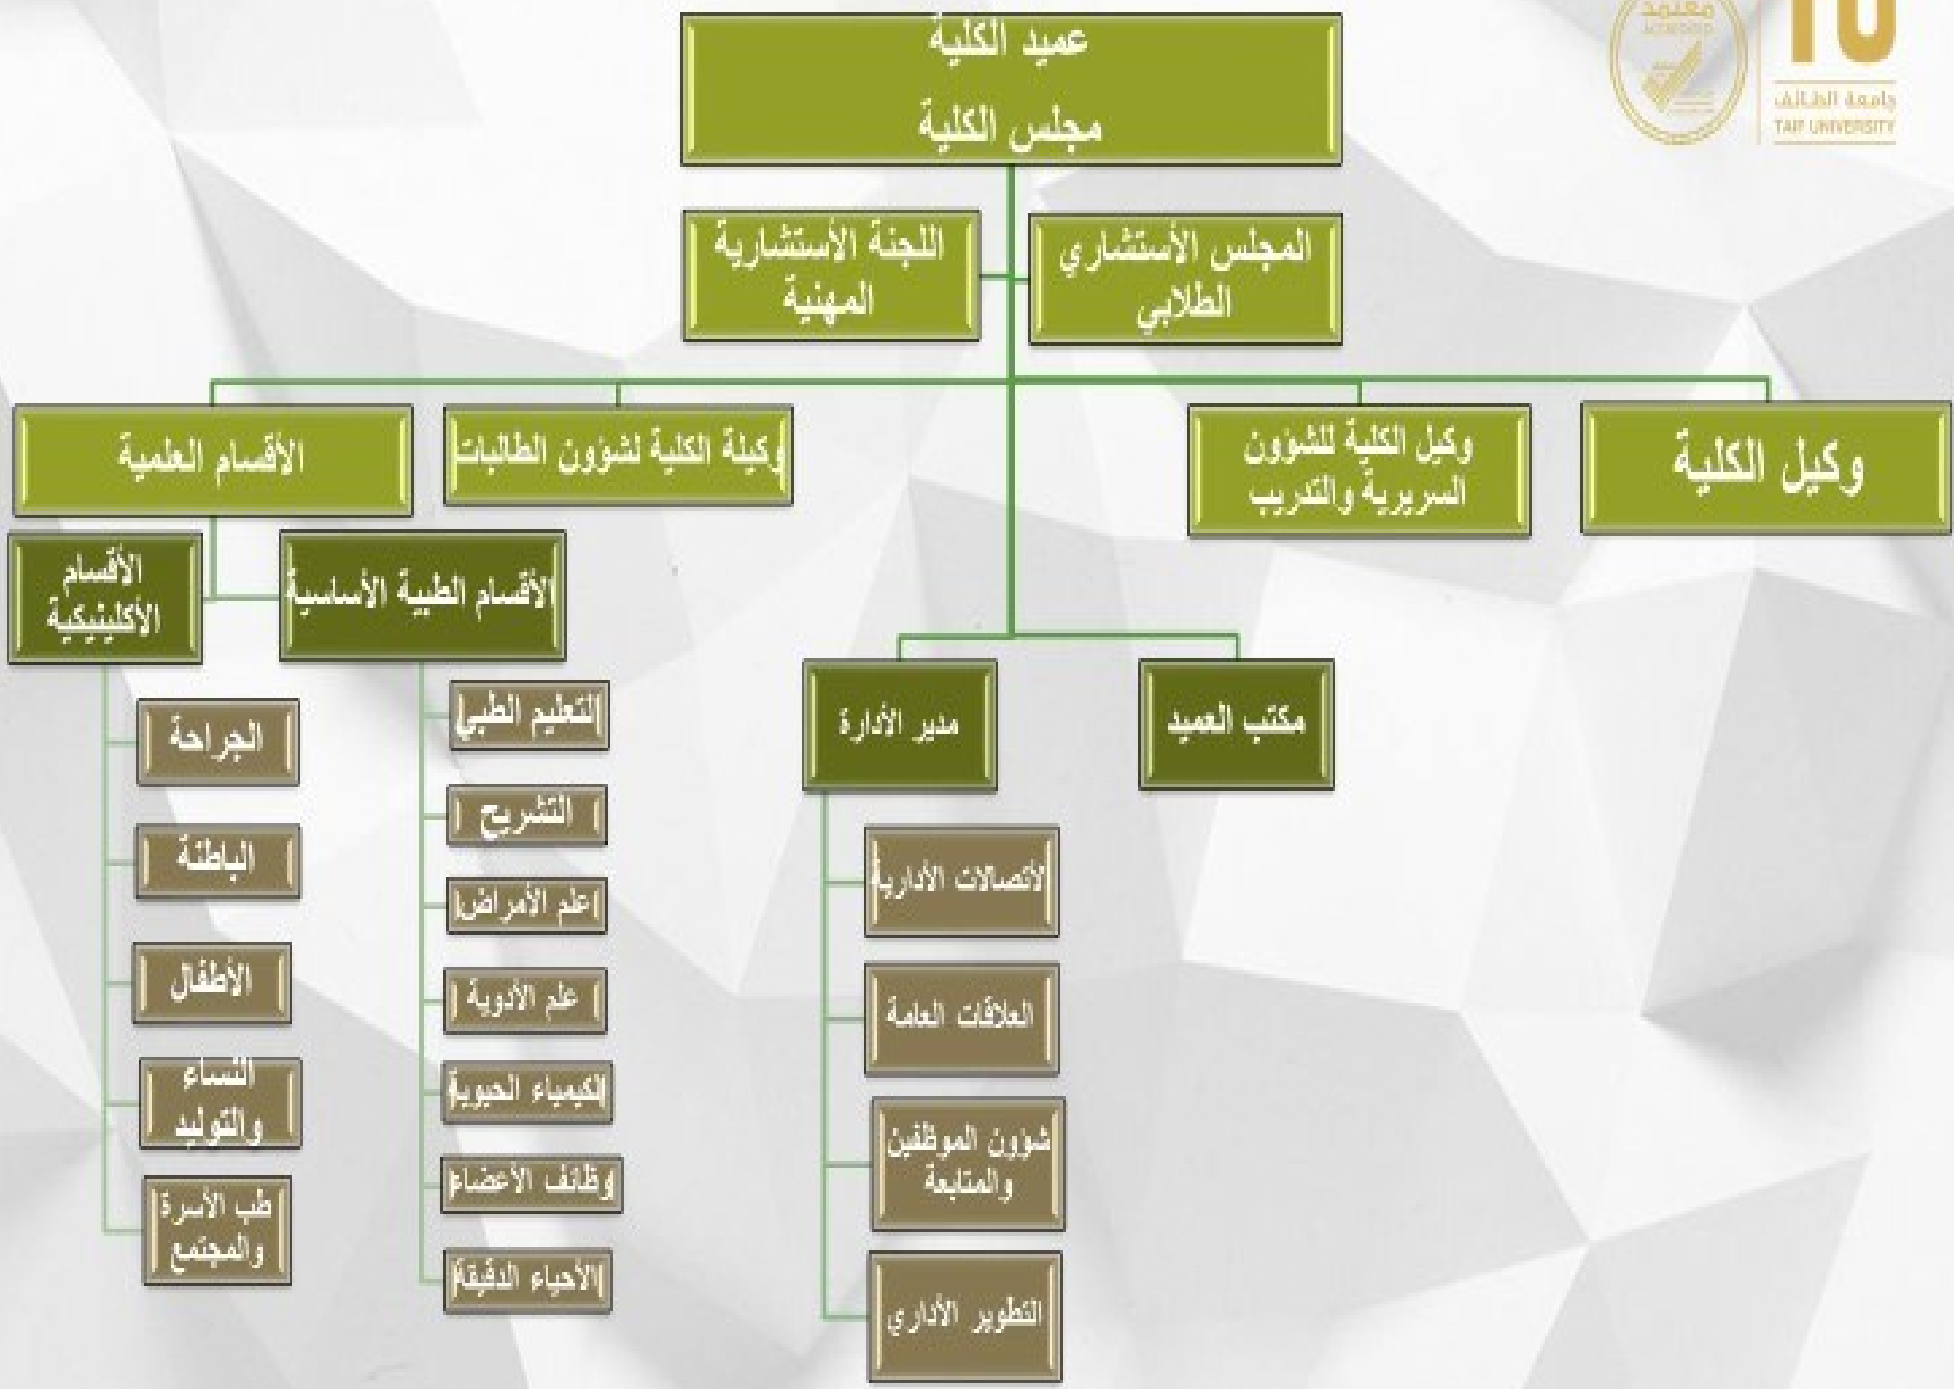 عميد الكلية
مجلس الكلية
معتمد
جامعة الطائف
TAIF UNIVERSITY
المجلس الأستشاري
الطلابي
اللجنة الأستشارية
المهنية
وكيل الكلية
وكيل الكلية للشؤون
السريرية والتدريب
وكيلة الكلية لشؤون الطالبات
الأقسام العلمية
الأقسام الطبية الأساسية
الأقسام
الأكلينيكية
مكتب العميد
مدير الأدارة
لأتصالات الأدارية
العلاقات العامة
شؤون الموظفين
والمتابعة
التطوير الأداري
التعليم الطبي
التشريح
علم الأمراض
علم الأدوية
لكيمياء الحيوية
وظائف الأعضاء
الأحياء الدقيقة
الجراحة
الباطنة
الأطفال
النساء
والتوليد
طب الأسرة
والمجتمع